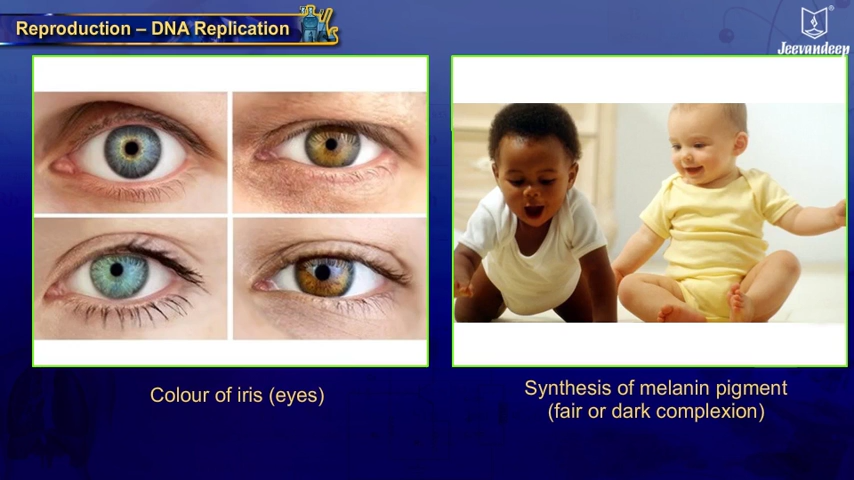 Reproduction – DNA Replication
Jeevandeep
Colour of iris (eyes)
Synthesis of melanin pigment
(fair or dark complexion)